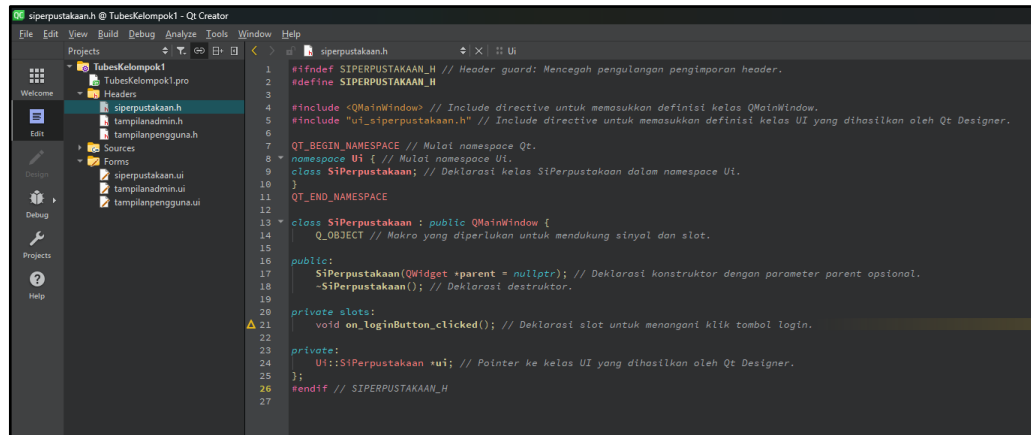 siperpustakaan.h @ TubesKelompok1 - Qt Creator
File Edit View Build Debug Analyze Tools Window Help
Projects
siperpustakaan.h
Ui
Welcome
Edit
Design
Debug
Projects
Help
TubesKelompok1
TubesKelompok1.pro
Headers
siperpustakaan.h
tampilanadmin.h
tampilanpengguna.h
Sources
Forms
siperpustakaan.ui
tampilanadmin.ui
tampilanpengguna.ui
1 #ifndef SIPERPUSTAKAAN_H // Header guard: Mencegah pengulangan pengimporan header.
2 #define SIPERPUSTAKAAN_H
3
4 #include <QMainWindow> // Include directive untuk memasukkan definisi kelas QMainWindow.
5 #include "ui_siperpustakaan.h" // Include directive untuk memasukkan definisi kelas UI yang dihasilkan oleh Qt Designer.
6
7 QT_BEGIN_NAMESPACE // Mulai namespace Qt.
8 namespace Ui { // Mulai namespace Ui.
9 class SiPerpustakaan; // Deklarasi kelas SiPerpustakaan dalam namespace Ui.
10 }
11 QT_END_NAMESPACE
12
13 class SiPerpustakaan : public QMainWindow {
14 Q_OBJECT // Makro yang diperlukan untuk mendukung sinyal dan slot.
15
16 public:
17 SiPerpustakaan(QWidget *parent = nullptr); // Deklarasi konstruktor dengan parameter parent opsional.
18 ~SiPerpustakaan(); // Deklarasi destruktor.
19
20 private slots:
21 void on_loginButton_clicked(); // Deklarasi slot untuk menangani klik tombol login.
22
23 private:
24 Ui::SiPerpustakaan *ui; // Pointer ke kelas UI yang dihasilkan oleh Qt Designer.
25 };
26 #endif // SIPERPUSTAKAAN_H
27